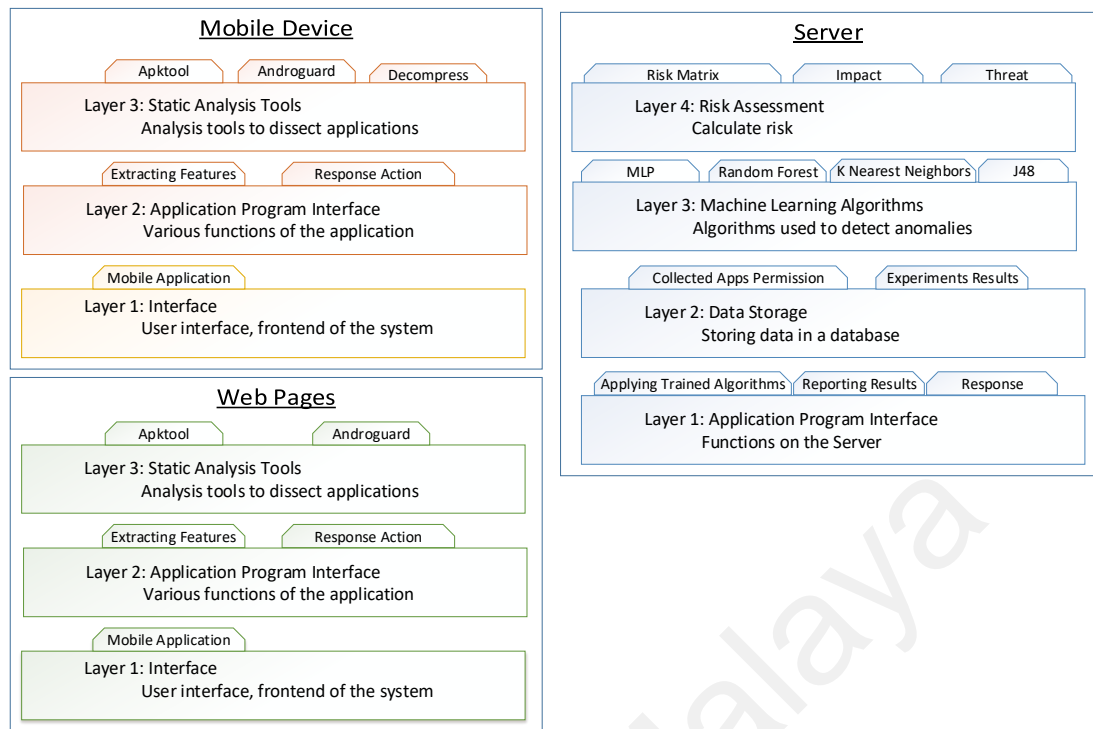 Mobile Device
Apktool
Androguard
Decompress
Layer 3: Static Analysis Tools
Analysis tools to dissect applications
Extracting Features
Response Action
Layer 2: Application Program Interface
Various functions of the application
Mobile Application
Layer 1: Interface
User interface, frontend of the system
Web Pages
Apktool
Androguard
Layer 3: Static Analysis Tools
Analysis tools to dissect applications
Extracting Features
Response Action
Layer 2: Application Program Interface
Various functions of the application
Mobile Application
Layer 1: Interface
User interface, frontend of the system
Server
Risk Matrix
Impact
Threat
Layer 4: Risk Assessment
Calculate risk
MLP
Random Forest
K Nearest Neighbors
J48
Layer 3: Machine Learning Algorithms
Algorithms used to detect anomalies
Collected Apps Permission
Experiments Results
Layer 2: Data Storage
Storing data in a database
Applying Trained Algorithms
Reporting Results
Response
Layer 1: Application Program Interface
Functions on the Server